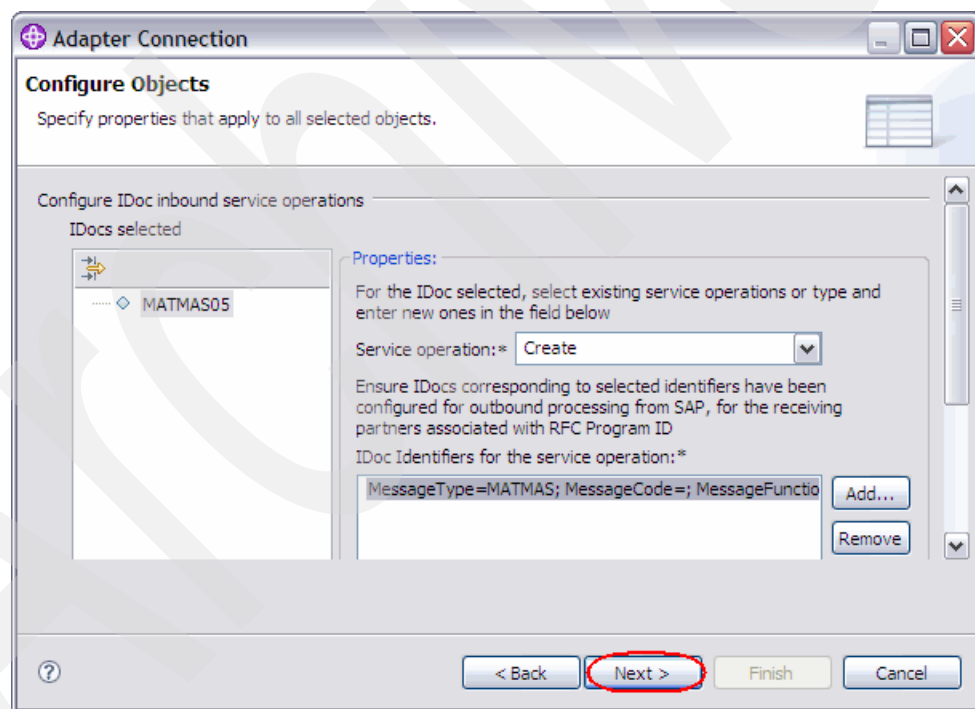 Adapter Connection
Configure Objects
Specify properties that apply to all selected objects.
Configure IDoc inbound service operations
IDocs selected
MATMAS05
Properties:
For the IDoc selected, select existing service operations or type and
enter new ones in the field below
Service operation:* Create
Ensure IDocs corresponding to selected identifiers have been
configured for outbound processing from SAP, for the receiving
partners associated with RFC Program ID
IDoc Identifiers for the service operation:*
MessageType=MATMAS; MessageCode=; MessageFunctio
Add...
Remove
?
< Back Next > Finish Cancel